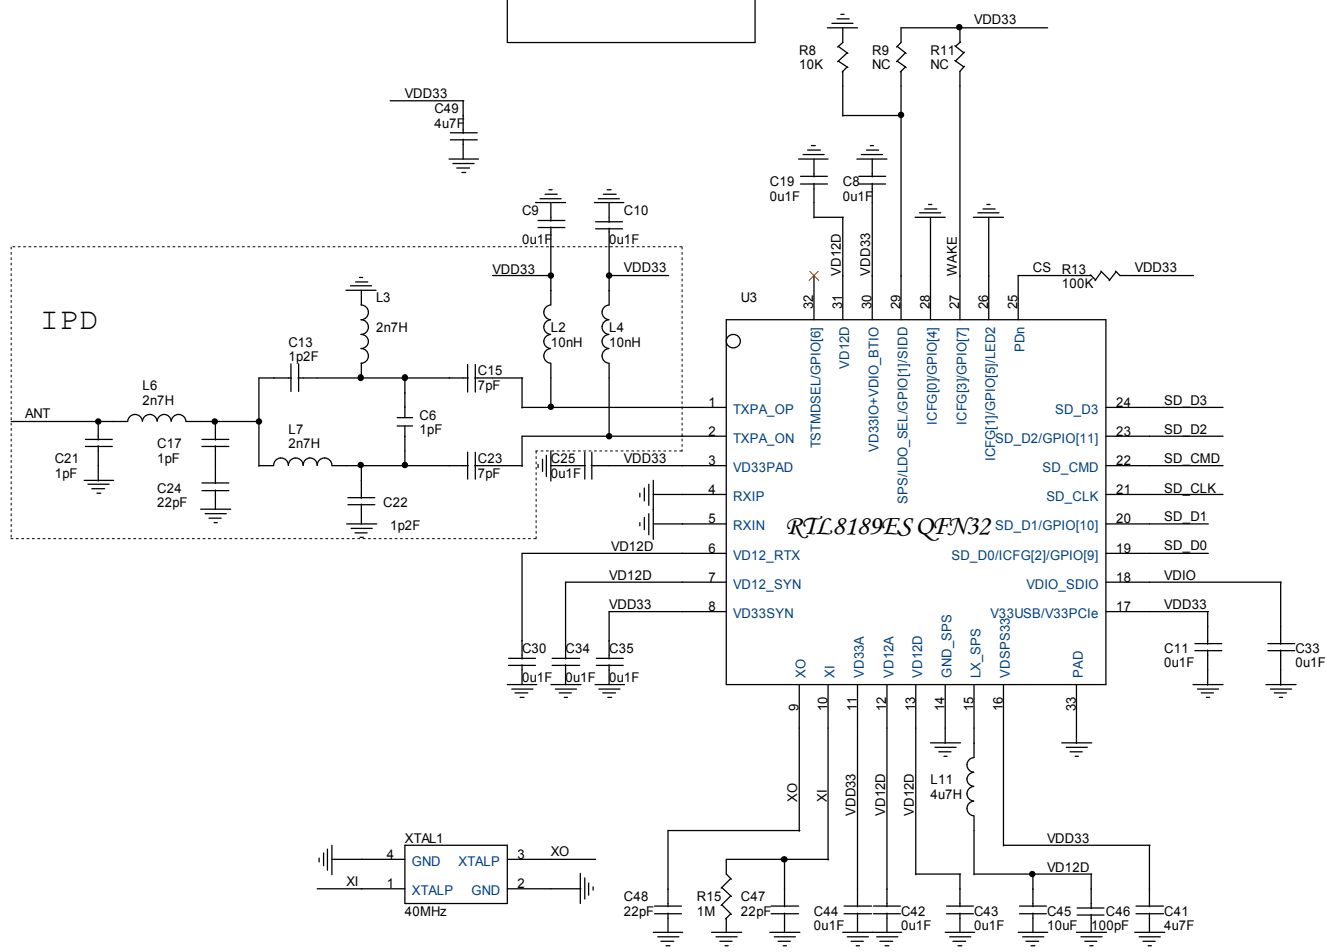 VDD33
R8
10K
R9
NC
R11
NC
VDD33
C49
4u7F
C19
0u1F
C8
0u1F
C9
0u1F
C10
0u1F
VD12D
VDD33
WAKE
VDD33
VDD33
CS
R13
100K
VDD33
IPD
L3
2n7H
L2
10nH
L4
10nH
U3
32
31
30
29
28
27
26
25
TSTMDSEL/GPIO[6]
VD12D
VD33IO+VDIO_BTIO
SPS/LDO_SEL/GPIO[1]/SIDD
ICFG[0]/GPIO[4]
ICFG[3]/GPIO[7]
ICFG[1]/GPIO[5]/LED2
PDn
C13
1p2F
C15
7pF
L6
2n7H
ANT
C6
1pF
L7
2n7H
C21
1pF
C17
1pF
C24
22pF
C23
7pF
C22
1p2F
C25
0u1F
VDD33
1
TXPA_OP
2
TXPA_ON
3
VD33PAD
4
RXIP
5
RXIN
VD12D
6
VD12_RTX
VD12D
7
VD12_SYN
VDD33
8
VD33SYN
RTL8189ES QFN32
SD_D3
24
SD_D3
SD_D2/GPIO[11]
23
SD_D2
SD_CMD
22
SD_CMD
SD_CLK
21
SD_CLK
SD_D1/GPIO[10]
20
SD_D1
SD_D0/ICFG[2]/GPIO[9]
19
SD_D0
VDIO_SDIO
18
VDIO
V33USB/V33PCIe
17
VDD33
C30
0u1F
C34
0u1F
C35
0u1F
C11
0u1F
C33
0u1F
XO
XI
VD33A
VD12A
VD12D
GND_SPS
LX_SPS
VDSPS33
PAD
9
10
11
12
13
14
15
16
33
XO
XI
VDD33
VD12D
VD12D
L11
4u7H
VDD33
VD12D
XTAL1
4
GND
XTALP
3
XO
XI
1
XTALP
GND
2
40MHz
C48
22pF
R15
1M
C47
22pF
C44
0u1F
C42
0u1F
C43
0u1F
C45
10uF
C46
100pF
C41
4u7F